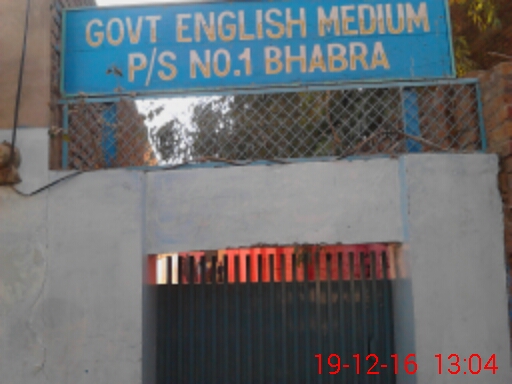 GOVT ENGLISH MEDIUM
P/S NO.1 BHABRA
19-12-16 13:04